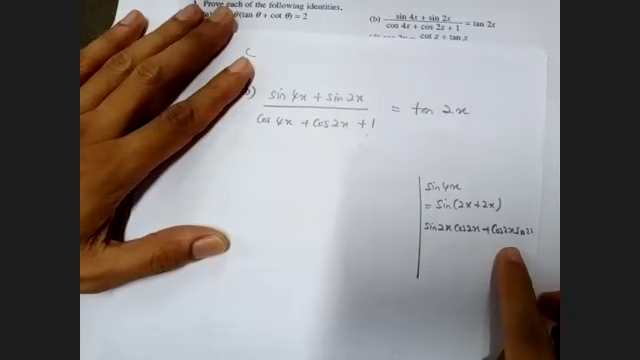 3. Prove each of the following identities.
θ(tan θ + cot θ) = 2
(b) sin 4x + sin 2x / cos 4x + cos 2x + 1 = tan 2x
cot x + tan x
b) sin 4x + sin 2x / cos 4x + cos 2x + 1 = tan 2x
sin 4x
= sin (2x + 2x)
sin 2x cos 2x + cos 2x sin 2x